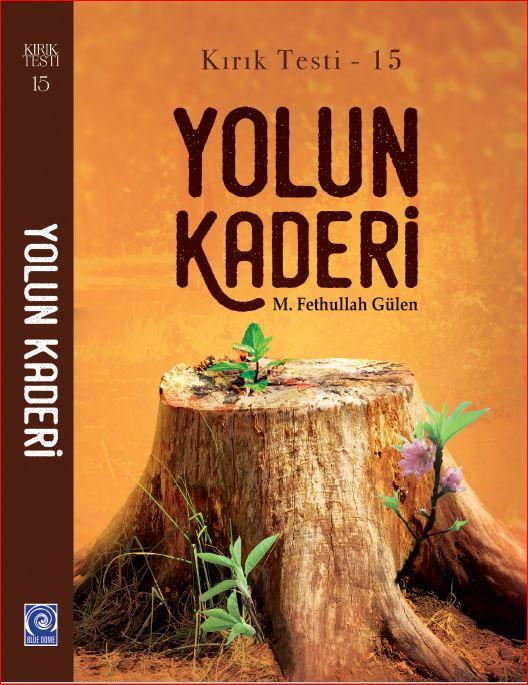 KIRIK
TESTI
15
YOLUN KADERİ
BLUE DOME
Kırık Testi - 15
YOLUN
KADERİ
M. Fethullah Gülen